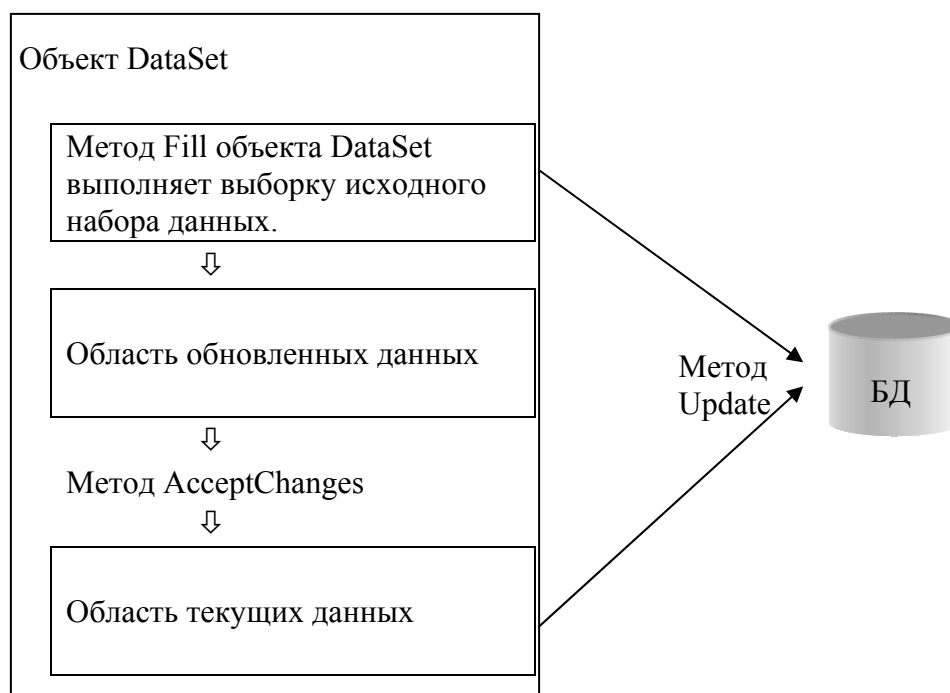 Объект DataSet
Метод Fill объекта DataSet
выполняет выборку исходного
набора данных.
Область обновленных данных
Метод AcceptChanges
Область текущих данных
Метод
Update
БД